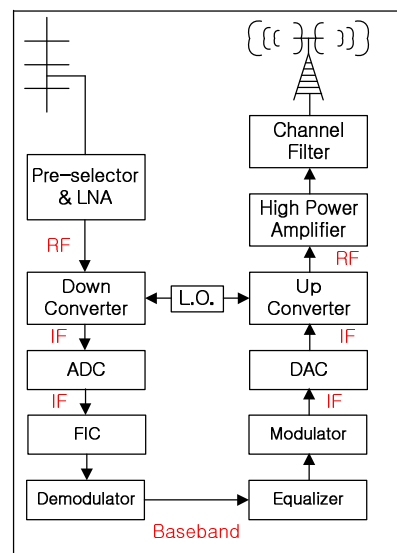 Pre-selector
& LNA
RF
Down
Converter
IF
ADC
IF
FIC
Demodulator
Baseband
L.O.
Channel
Filter
High Power
Amplifier
RF
Up
Converter
IF
DAC
IF
Modulator
Equalizer